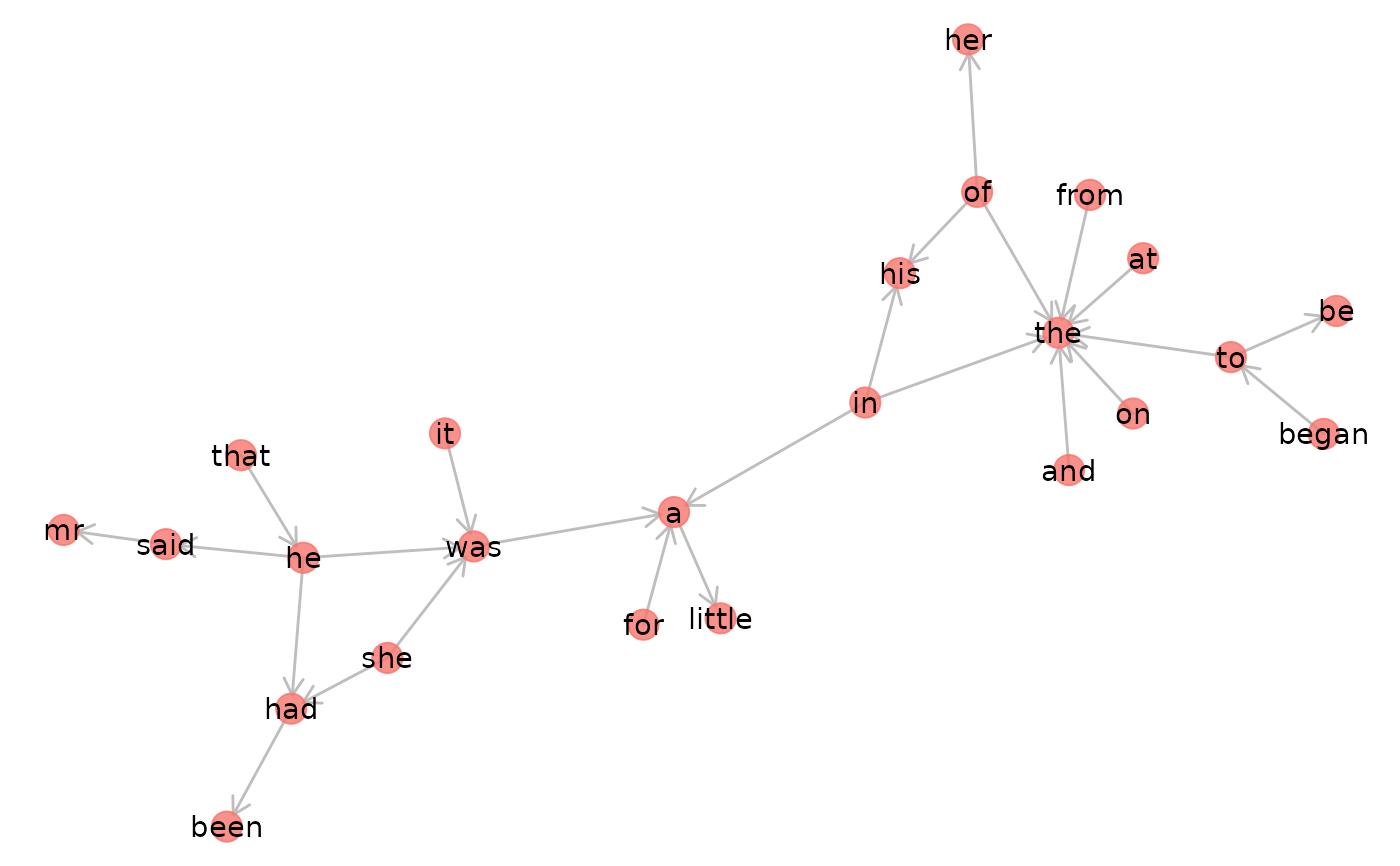 her
of
from
at
his
be
the
to
in
on
began
it
and
that
a
mr
said
he
was
for
little
she
had
been